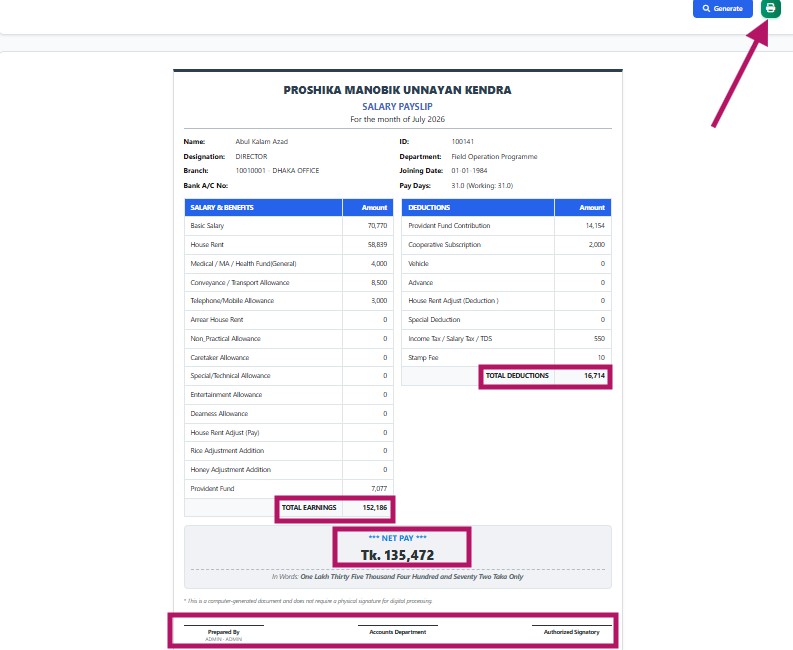 Generate
PROSHIKA MANOBIK UNNAYAN KENDRA
SALARY PAYSLIP
For the month of July 2026
Name: Abul Kalam Azad ID: 100141
Designation: DIRECTOR Department: Field Operation Programme
Branch: 10010001 - DHAKA OFFICE Joining Date: 01-01-1984
Bank A/C No: Pay Days: 31.0 (Working: 31.0)
SALARY & BENEFITS Amount
Basic Salary 70,770
House Rent 58,839
Medical / MA / Health Fund(General) 4,000
Conveyance / Transport Allowance 8,500
Telephone/Mobile Allowance 3,000
Arrear House Rent 0
Non_Practical Allowance 0
Caretaker Allowance 0
Special/Technical Allowance 0
Entertainment Allowance 0
Dearness Allowance 0
House Rent Adjust (Pay) 0
Rice Adjustment Addition 0
Honey Adjustment Addition 0
Provident Fund 7,077
TOTAL EARNINGS 152,186
DEDUCTIONS Amount
Provident Fund Contribution 14,154
Cooperative Subscription 2,000
Vehicle 0
Advance 0
House Rent Adjust (Deduction ) 0
Special Deduction 0
Income Tax / Salary Tax / TDS 550
Stamp Fee 10
TOTAL DEDUCTIONS 16,714
*** NET PAY ***
Tk. 135,472
In Words: One Lakh Thirty Five Thousand Four Hundred and Seventy Two Taka Only
* This is a computer-generated document and does not require a physical signature for digital processing.
Prepared By Accounts Department Authorized Signatory
ADMIN - ADMIN